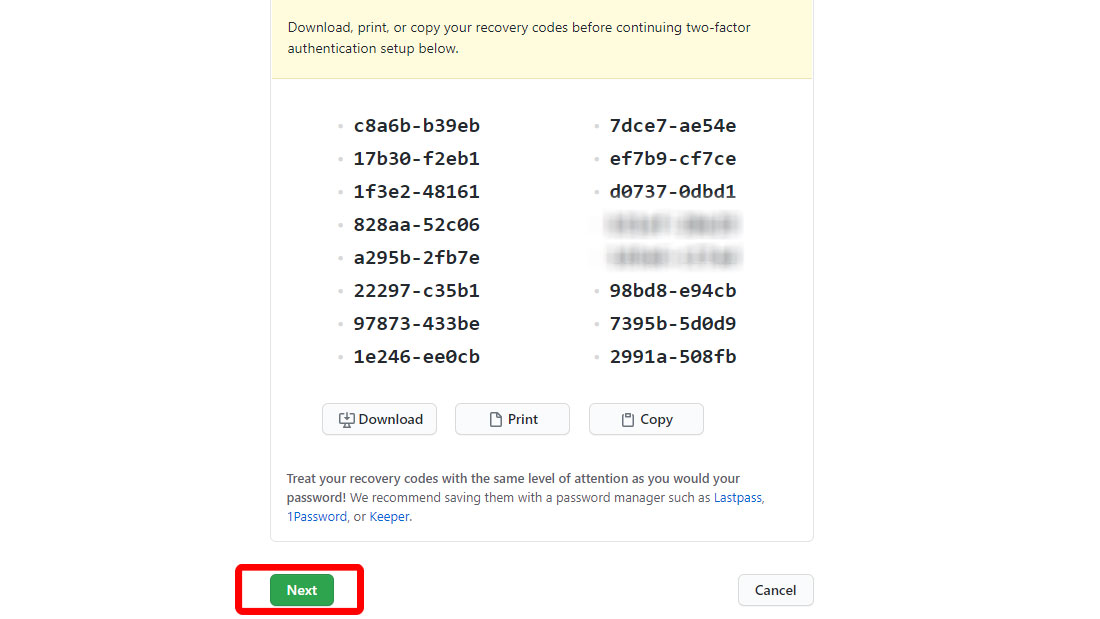 Download, print, or copy your recovery codes before continuing two-factor
authentication setup below.
c8a6b-b39eb 7dce7-ae54e
17b30-f2eb1 ef7b9-cf7ce
1f3e2-48161 d0737-0dbd1
828aa-52c06
a295b-2fb7e
22297-c35b1 98bd8-e94cb
97873-433be 7395b-5d0d9
1e246-ee0cb 2991a-508fb
Download Print Copy
Treat your recovery codes with the same level of attention as you would your
password! We recommend saving them with a password manager such as Lastpass,
1Password, or Keeper.
Next Cancel